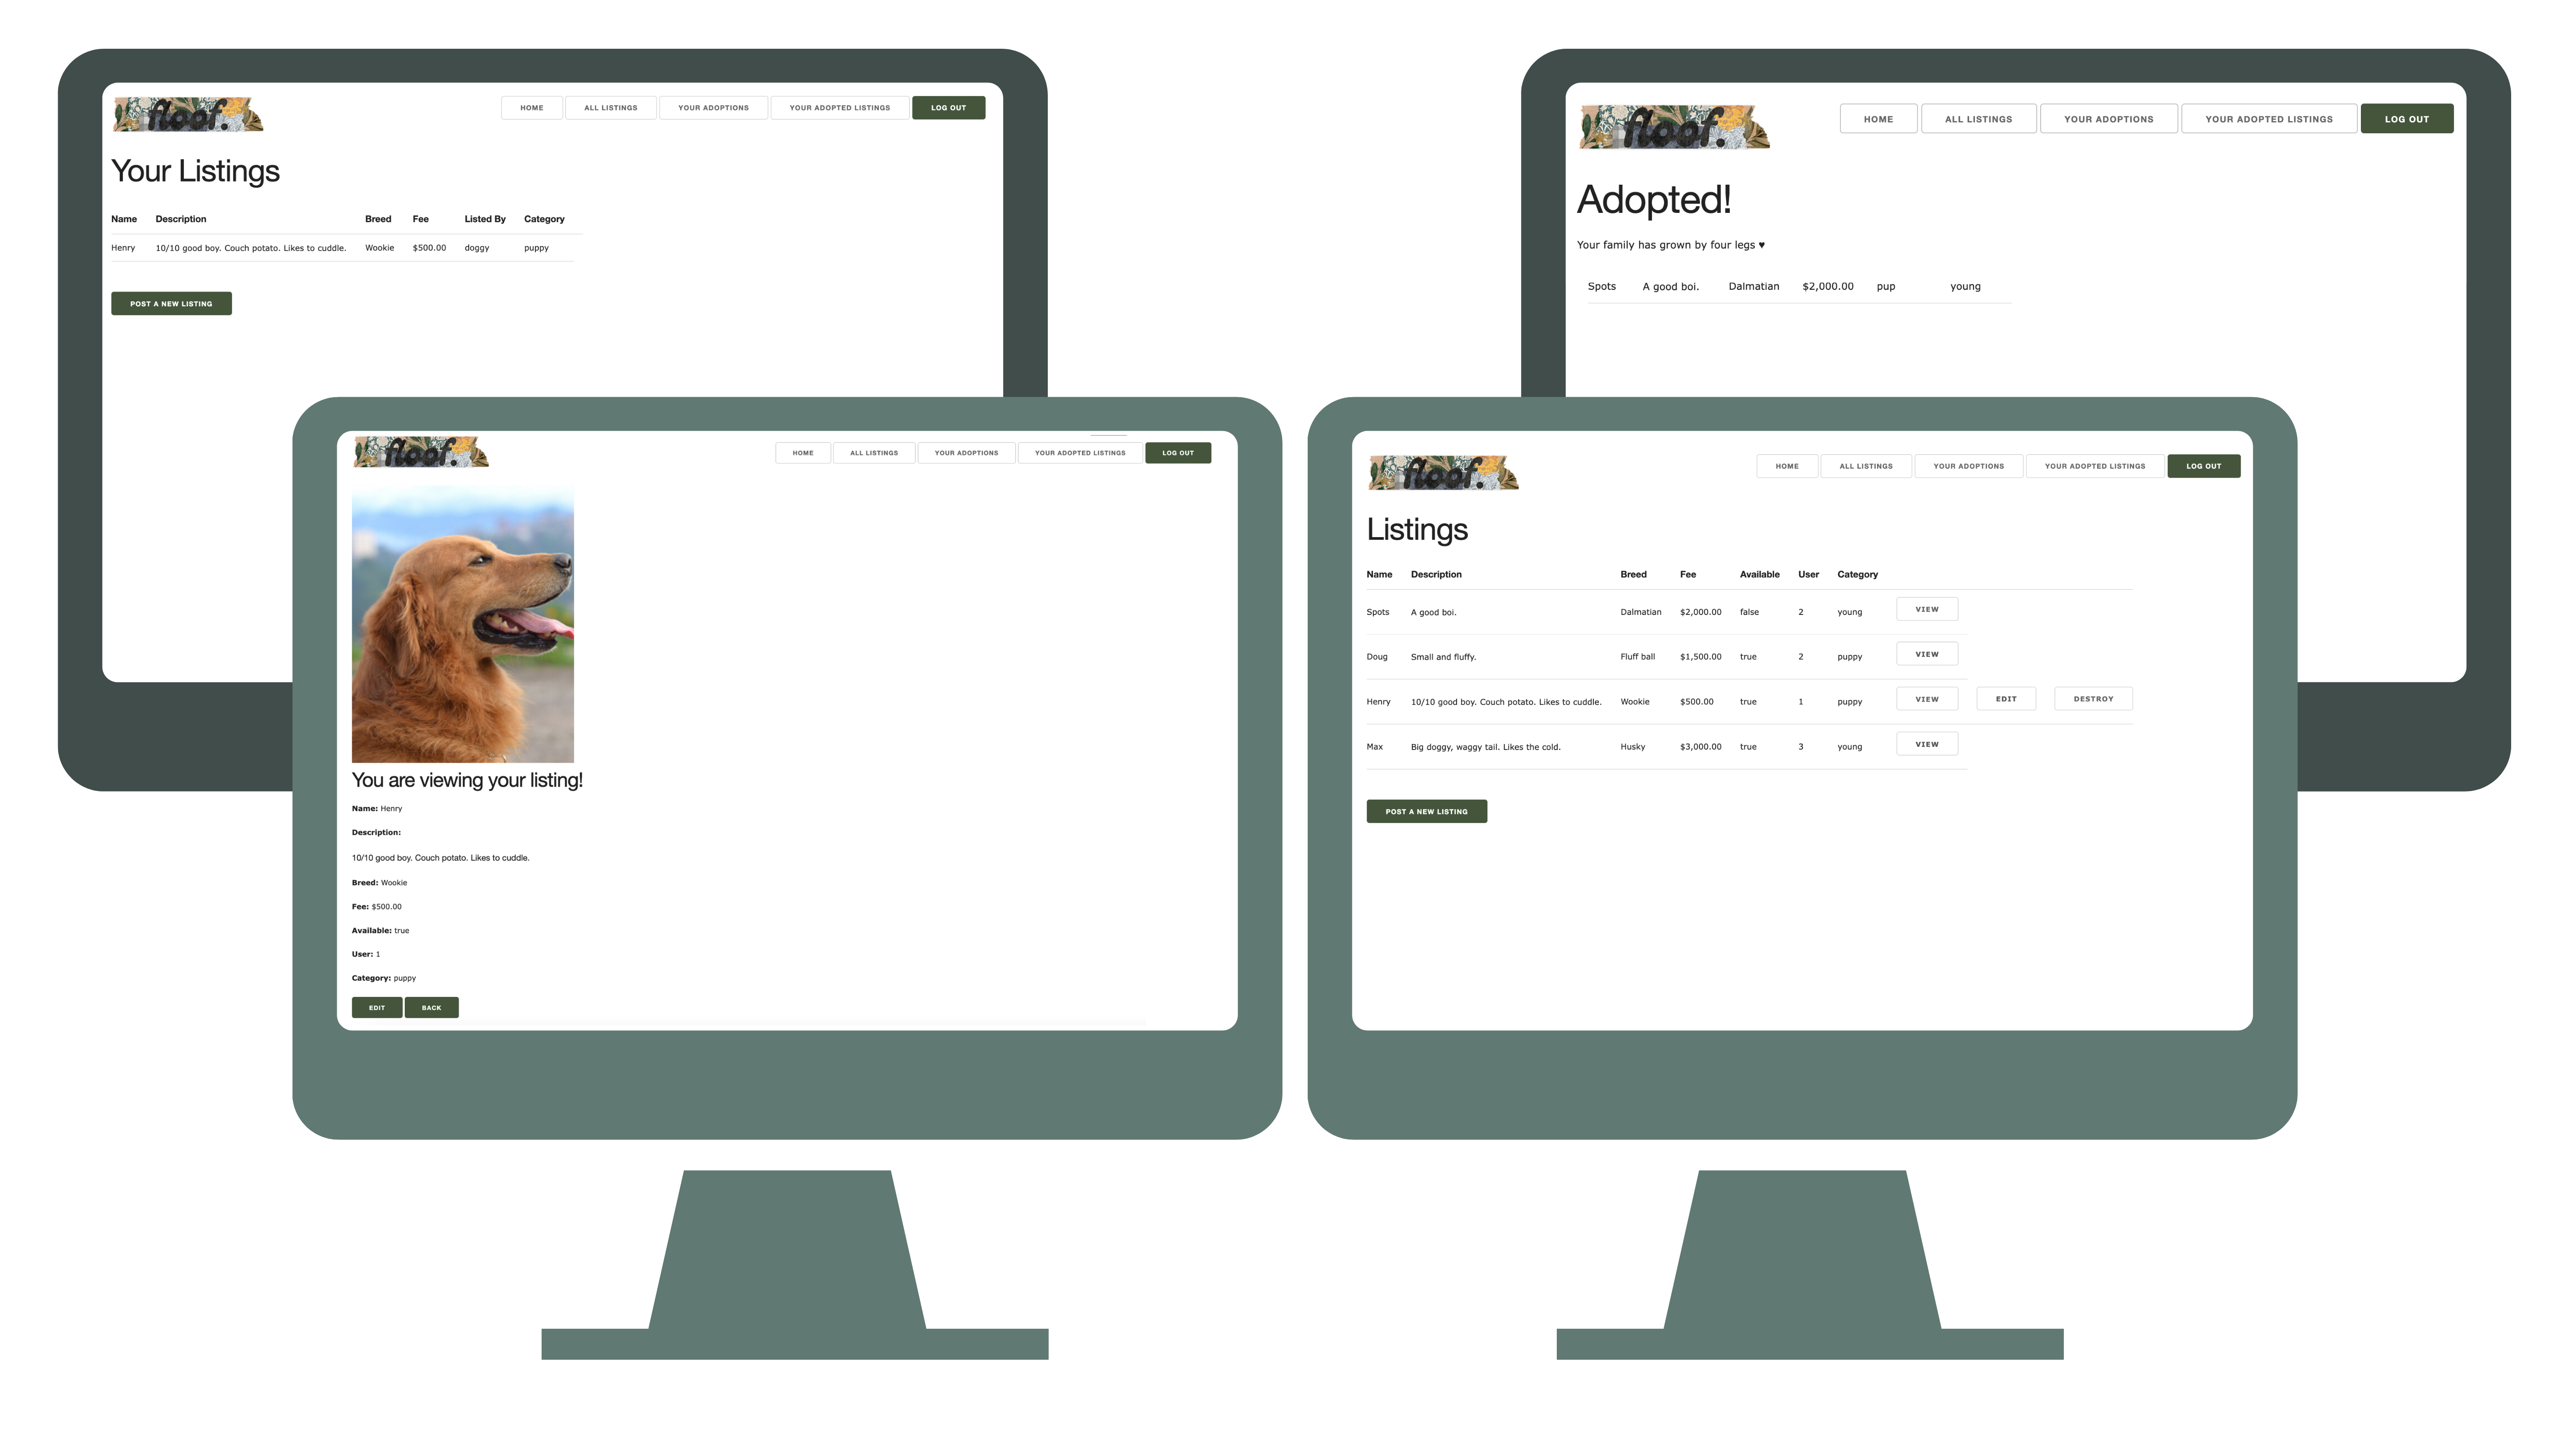 floof.
HOME ALL LISTINGS YOUR ADOPTIONS YOUR ADOPTED LISTINGS LOG OUT
Your Listings
Name Description Breed Fee Listed By Category
Henry 10/10 good boy. Couch potato. Likes to cuddle. Wookie $500.00 doggy puppy
POST A NEW LISTING
floof.
HOME ALL LISTINGS YOUR ADOPTIONS YOUR ADOPTED LISTINGS LOG OUT
Adopted!
Your family has grown by four legs ♥
Spots A good boi. Dalmatian $2,000.00 pup young
floof.
HOME ALL LISTINGS YOUR ADOPTIONS YOUR ADOPTED LISTINGS LOG OUT
You are viewing your listing!
Name: Henry
Description:
10/10 good boy. Couch potato. Likes to cuddle.
Breed: Wookie
Fee: $500.00
Available: true
User: 1
Category: puppy
EDIT BACK
floof.
HOME ALL LISTINGS YOUR ADOPTIONS YOUR ADOPTED LISTINGS LOG OUT
Listings
Name Description Breed Fee Available User Category
Spots A good boi. Dalmatian $2,000.00 false 2 young VIEW
Doug Small and fluffy. Fluff ball $1,500.00 true 2 puppy VIEW
Henry 10/10 good boy. Couch potato. Likes to cuddle. Wookie $500.00 true 1 puppy VIEW EDIT DESTROY
Max Big doggy, waggy tail. Likes the cold. Husky $3,000.00 true 3 young VIEW
POST A NEW LISTING